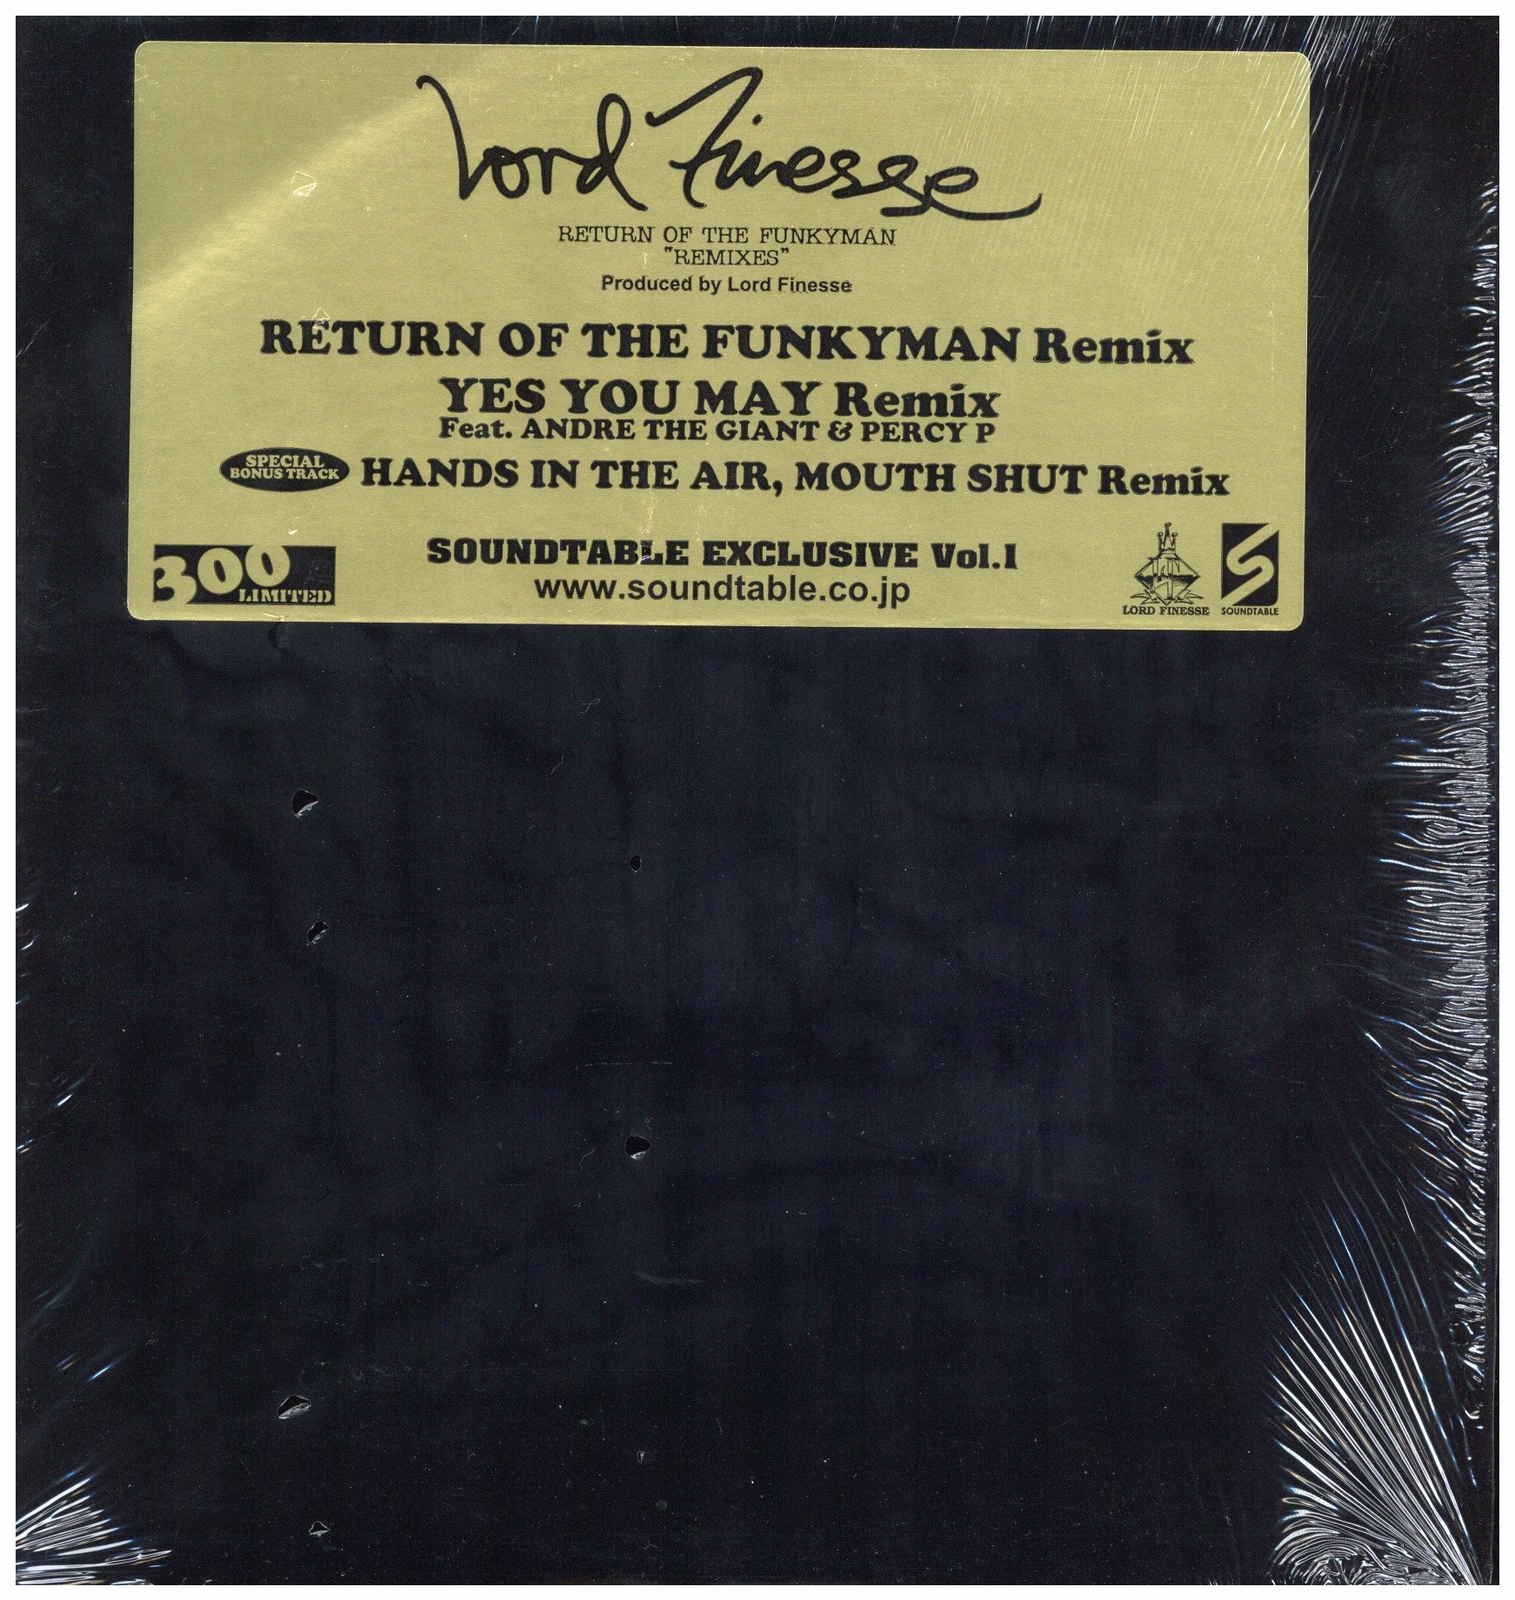 Lord Finesse
RETURN OF THE FUNKYMAN
"REMIXES"
Produced by Lord Finesse
RETURN OF THE FUNKYMAN Remix
YES YOU MAY Remix
Feat. ANDRE THE GIANT & PERCY P
SPECIAL
BONUS TRACK
HANDS IN THE AIR, MOUTH SHUT Remix
300
LIMITED
SOUNDTABLE EXCLUSIVE Vol.1
www.soundtable.co.jp
LORD FINESSE
SOUNDTABLE